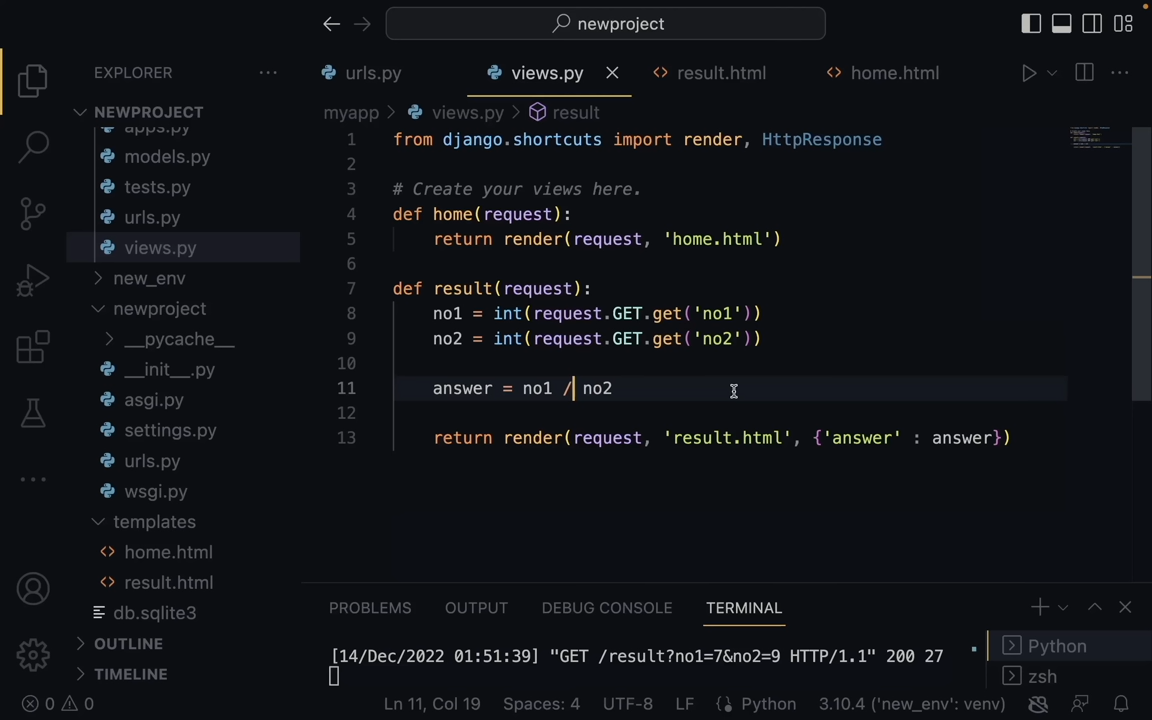 newproject
EXPLORER
urls.py
views.py
result.html
home.html
NEWPROJECT
myapp > views.py > result
apps.py
models.py
tests.py
urls.py
views.py
new_env
newproject
__pycache__
__init__.py
asgi.py
settings.py
urls.py
wsgi.py
templates
home.html
result.html
db.sqlite3
OUTLINE
TIMELINE
1 from django.shortcuts import render, HttpResponse
2
3 # Create your views here.
4 def home(request):
5 return render(request, 'home.html')
6
7 def result(request):
8 no1 = int(request.GET.get('no1'))
9 no2 = int(request.GET.get('no2'))
10
11 answer = no1 / no2
12
13 return render(request, 'result.html', {'answer' : answer})
PROBLEMS OUTPUT DEBUG CONSOLE TERMINAL
[14/Dec/2022 01:51:39] "GET /result?no1=7&no2=9 HTTP/1.1" 200 27
Python
zsh
0 0 Ln 11, Col 19 Spaces: 4 UTF-8 LF Python 3.10.4 ('new_env': venv)